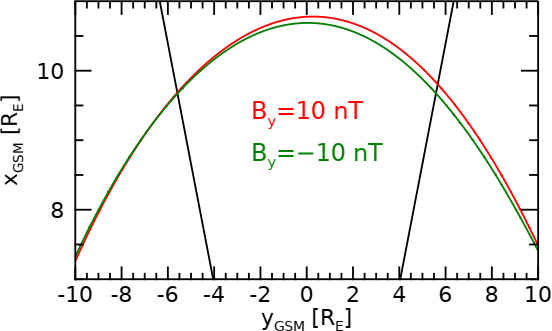 10
8
x_GSM [R_E]
B_y=10 nT
B_y=−10 nT
-10 -8 -6 -4 -2 0 2 4 6 8 10
y_GSM [R_E]